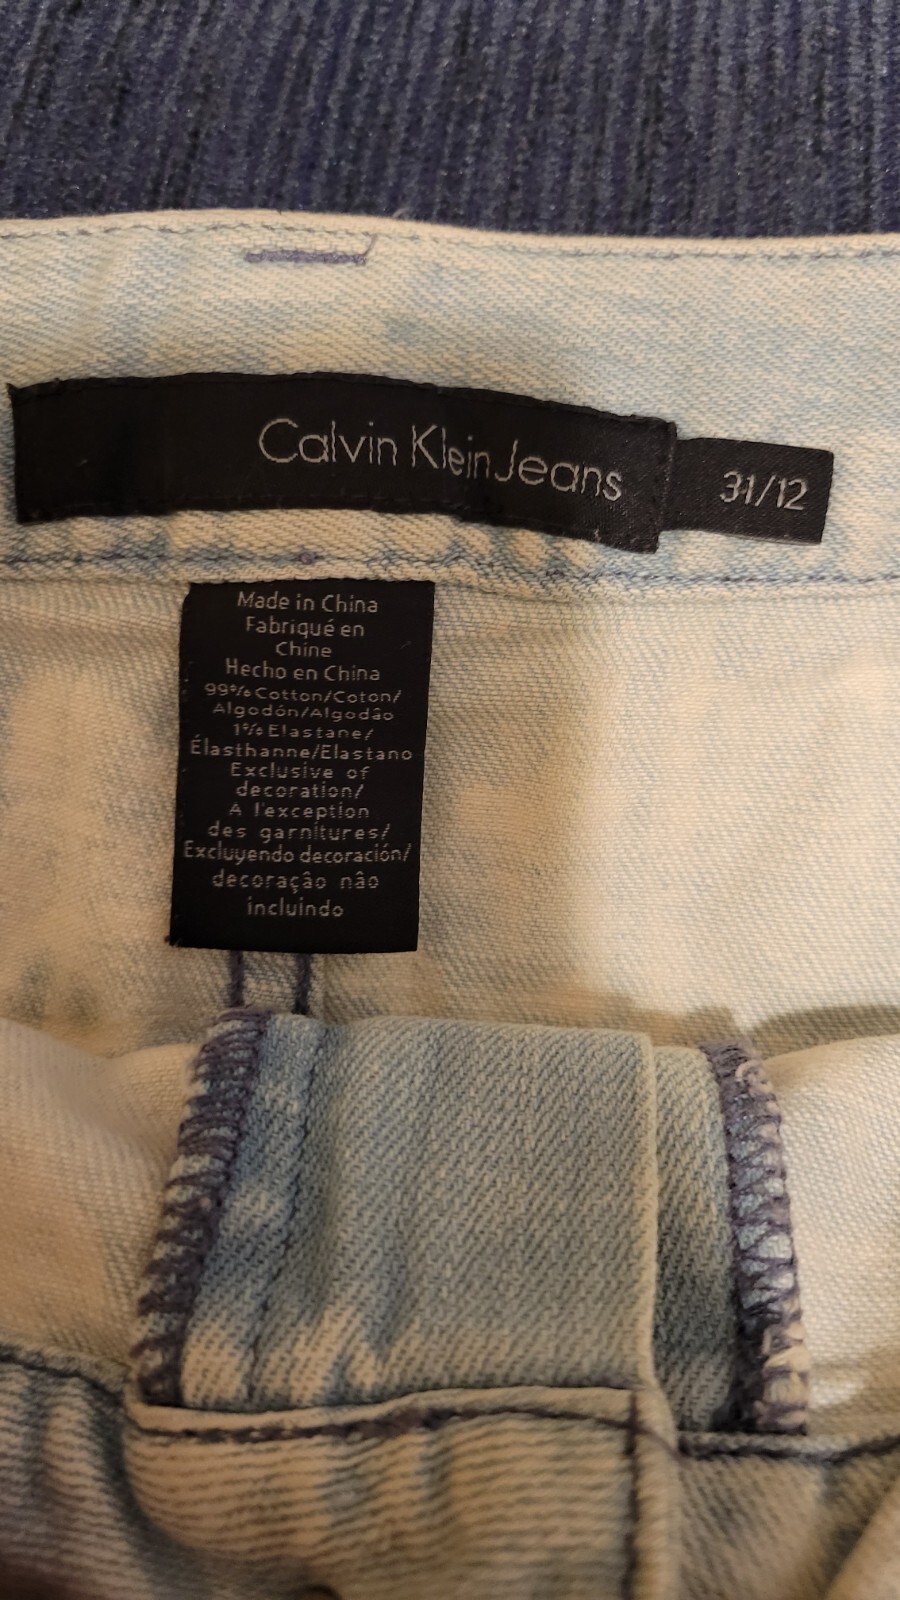 Calvin Klein Jeans
31/12
Made in China
Fabriqué en
Chine
Hecho en China
99% Cotton/Coton/
Algodón/Algodão
1% Elastane/
Élasthanne/Elastano
Exclusive of
decoration/
A l'exception
des garnitures/
Excluyendo decoración/
decoração não
incluindo